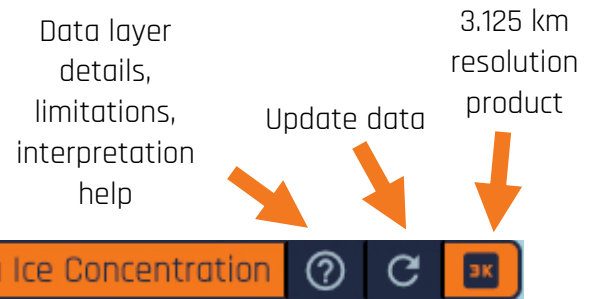 Data layer
details,
limitations,
interpretation
help
Update data
3.125 km
resolution
product
Ice Concentration
3K